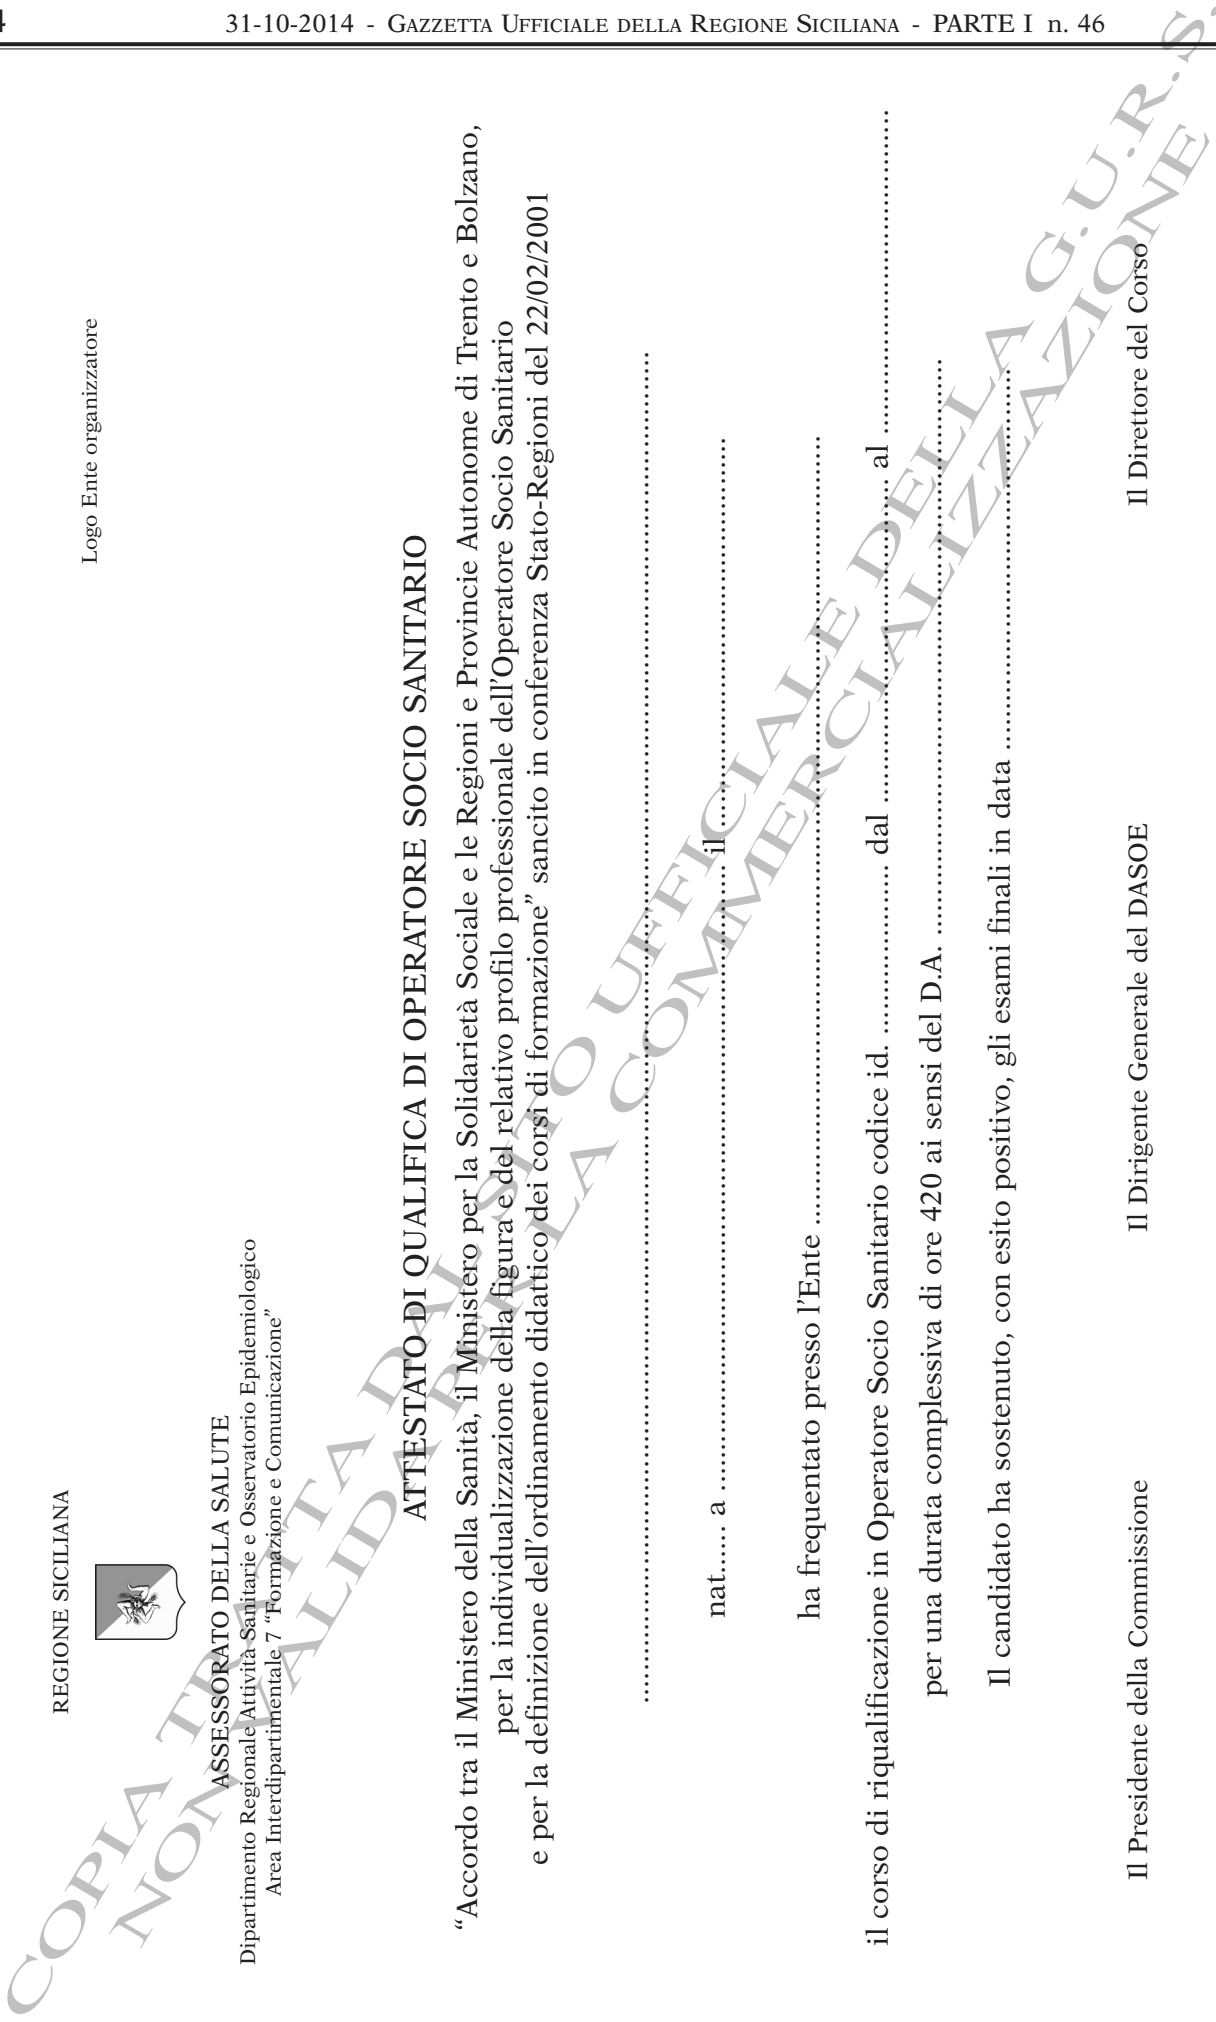 4 31-10-2014 - GAZZETTA UFFICIALE DELLA REGIONE SICILIANA - PARTE I n. 46
REGIONE SICILIANA
Logo Ente organizzatore
ASSESSORATO DELLA SALUTE
Dipartimento Regionale Attività Sanitarie e Osservatorio Epidemiologico
Area Interdipartimentale 7 “Formazione e Comunicazione”
ATTESTATO DI QUALIFICA DI OPERATORE SOCIO SANITARIO
“Accordo tra il Ministero della Sanità, il Ministero per la Solidarietà Sociale e le Regioni e Provincie Autonome di Trento e Bolzano,
per la individualizzazione della figura e del relativo profilo professionale dell'Operatore Socio Sanitario
e per la definizione dell'ordinamento didattico dei corsi di formazione” sancito in conferenza Stato-Regioni del 22/02/2001
................................................................................
nat...... a ........................................ il ........................................
ha frequentato presso l'Ente ................................................................................
il corso di riqualificazione in Operatore Socio Sanitario codice id. .................... dal ........................................ al ........................................
per una durata complessiva di ore 420 ai sensi del D.A. ........................................
Il candidato ha sostenuto, con esito positivo, gli esami finali in data ........................................
Il Presidente della Commissione Il Dirigente Generale del DASOE Il Direttore del Corso
COPIA TRATTA DAL SITO UFFICIALE DELLA G.U.R.S.
NON VALIDA PER LA COMMERCIALIZZAZIONE